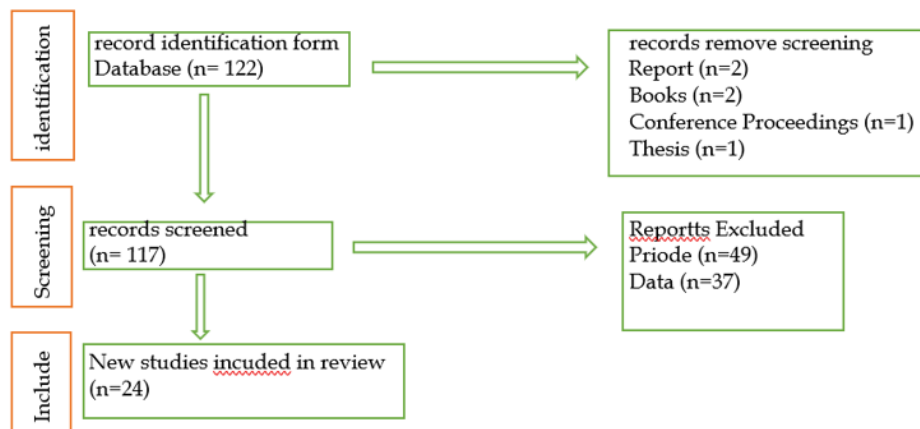 identification
record identification form
Database (n= 122)
records remove screening
Report (n=2)
Books (n=2)
Conference Proceedings (n=1)
Thesis (n=1)
Screening
records screened
(n= 117)
Reportts Excluded
Priode (n=49)
Data (n=37)
Include
New studies incuded in review
(n=24)